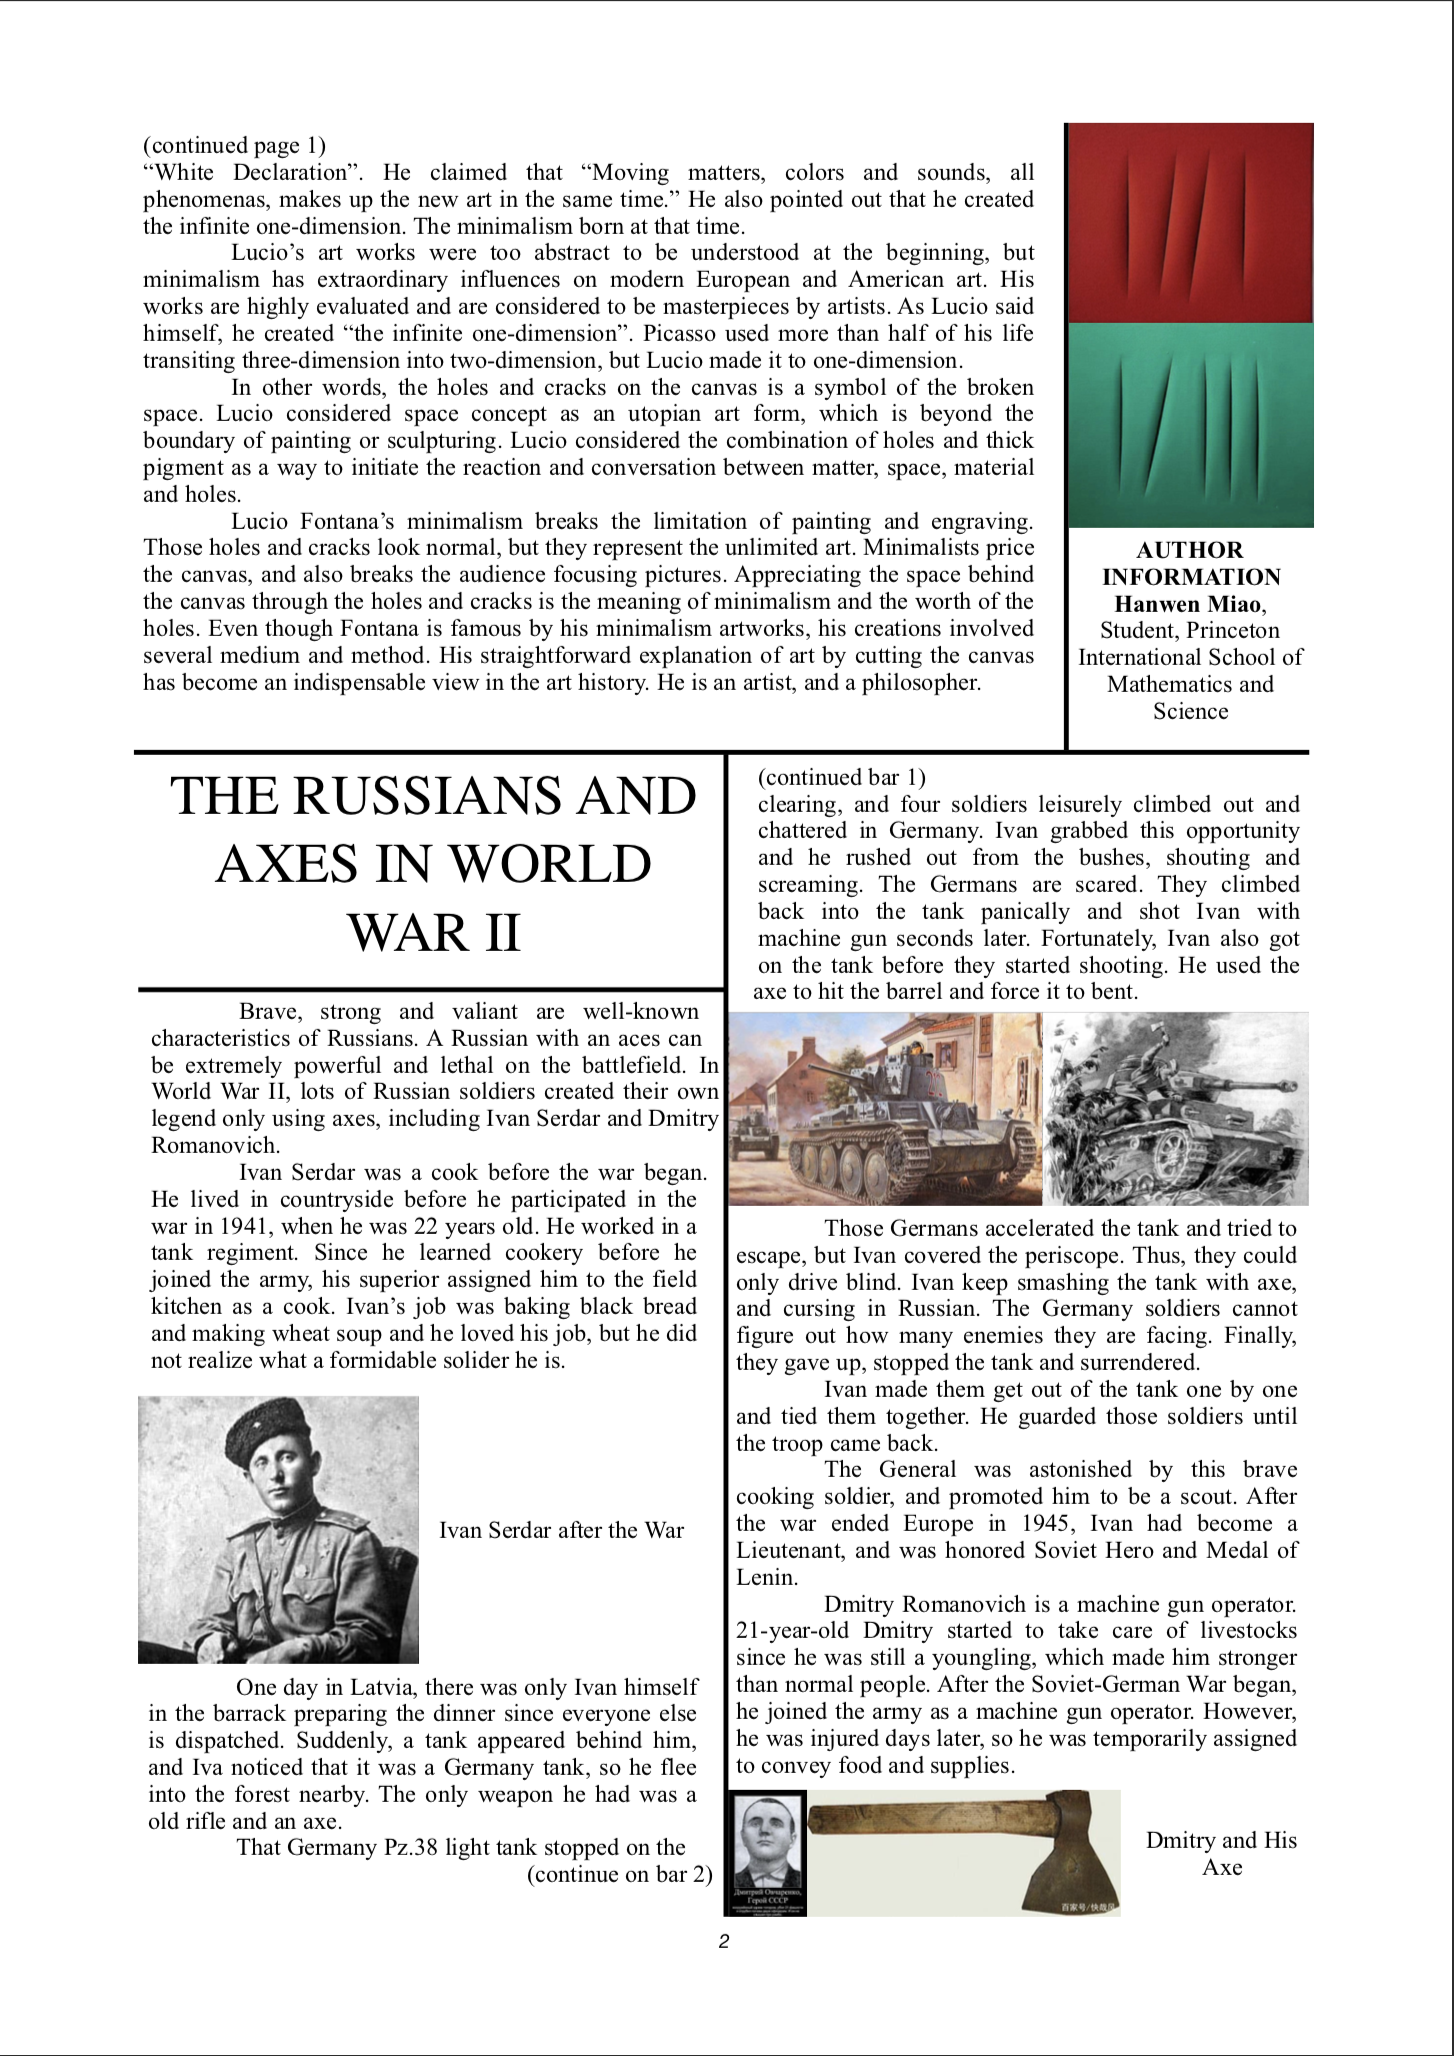 (continued page 1)
“White Declaration”. He claimed that “Moving matters, colors and sounds, all
phenomenas, makes up the new art in the same time.” He also pointed out that he created
the infinite one-dimension. The minimalism born at that time.
Lucio’s art works were too abstract to be understood at the beginning, but
minimalism has extraordinary influences on modern European and American art. His
works are highly evaluated and are considered to be masterpieces by artists. As Lucio said
himself, he created “the infinite one-dimension”. Picasso used more than half of his life
transiting three-dimension into two-dimension, but Lucio made it to one-dimension.
In other words, the holes and cracks on the canvas is a symbol of the broken
space. Lucio considered space concept as an utopian art form, which is beyond the
boundary of painting or sculpturing. Lucio considered the combination of holes and thick
pigment as a way to initiate the reaction and conversation between matter, space, material
and holes.
Lucio Fontana’s minimalism breaks the limitation of painting and engraving.
Those holes and cracks look normal, but they represent the unlimited art. Minimalists price
the canvas, and also breaks the audience focusing pictures. Appreciating the space behind
the canvas through the holes and cracks is the meaning of minimalism and the worth of the
holes. Even though Fontana is famous by his minimalism artworks, his creations involved
several medium and method. His straightforward explanation of art by cutting the canvas
has become an indispensable view in the art history. He is an artist, and a philosopher.
AUTHOR
INFORMATION
Hanwen Miao,
Student, Princeton
International School of
Mathematics and
Science
THE RUSSIANS AND
AXES IN WORLD
WAR II
Brave, strong and valiant are well-known
characteristics of Russians. A Russian with an aces can
be extremely powerful and lethal on the battlefield. In
World War II, lots of Russian soldiers created their own
legend only using axes, including Ivan Serdar and Dmitry
Romanovich.
Ivan Serdar was a cook before the war began.
He lived in countryside before he participated in the
war in 1941, when he was 22 years old. He worked in a
tank regiment. Since he learned cookery before he
joined the army, his superior assigned him to the field
kitchen as a cook. Ivan’s job was baking black bread
and making wheat soup and he loved his job, but he did
not realize what a formidable solider he is.
Ivan Serdar after the War
One day in Latvia, there was only Ivan himself
in the barrack preparing the dinner since everyone else
is dispatched. Suddenly, a tank appeared behind him,
and Iva noticed that it was a Germany tank, so he flee
into the forest nearby. The only weapon he had was a
old rifle and an axe.
That Germany Pz.38 light tank stopped on the
(continue on bar 2)
(continued bar 1)
clearing, and four soldiers leisurely climbed out and
chattered in Germany. Ivan grabbed this opportunity
and he rushed out from the bushes, shouting and
screaming. The Germans are scared. They climbed
back into the tank panically and shot Ivan with
machine gun seconds later. Fortunately, Ivan also got
on the tank before they started shooting. He used the
axe to hit the barrel and force it to bent.
Those Germans accelerated the tank and tried to
escape, but Ivan covered the periscope. Thus, they could
only drive blind. Ivan keep smashing the tank with axe,
and cursing in Russian. The Germany soldiers cannot
figure out how many enemies they are facing. Finally,
they gave up, stopped the tank and surrendered.
Ivan made them get out of the tank one by one
and tied them together. He guarded those soldiers until
the troop came back.
The General was astonished by this brave
cooking soldier, and promoted him to be a scout. After
the war ended Europe in 1945, Ivan had become a
Lieutenant, and was honored Soviet Hero and Medal of
Lenin.
Dmitry Romanovich is a machine gun operator.
21-year-old Dmitry started to take care of livestocks
since he was still a youngling, which made him stronger
than normal people. After the Soviet-German War began,
he joined the army as a machine gun operator. However,
he was injured days later, so he was temporarily assigned
to convey food and supplies.
Дмитрий Овчаренко,
Герой СССР
百家号/快哉风
Dmitry and His
Axe
2